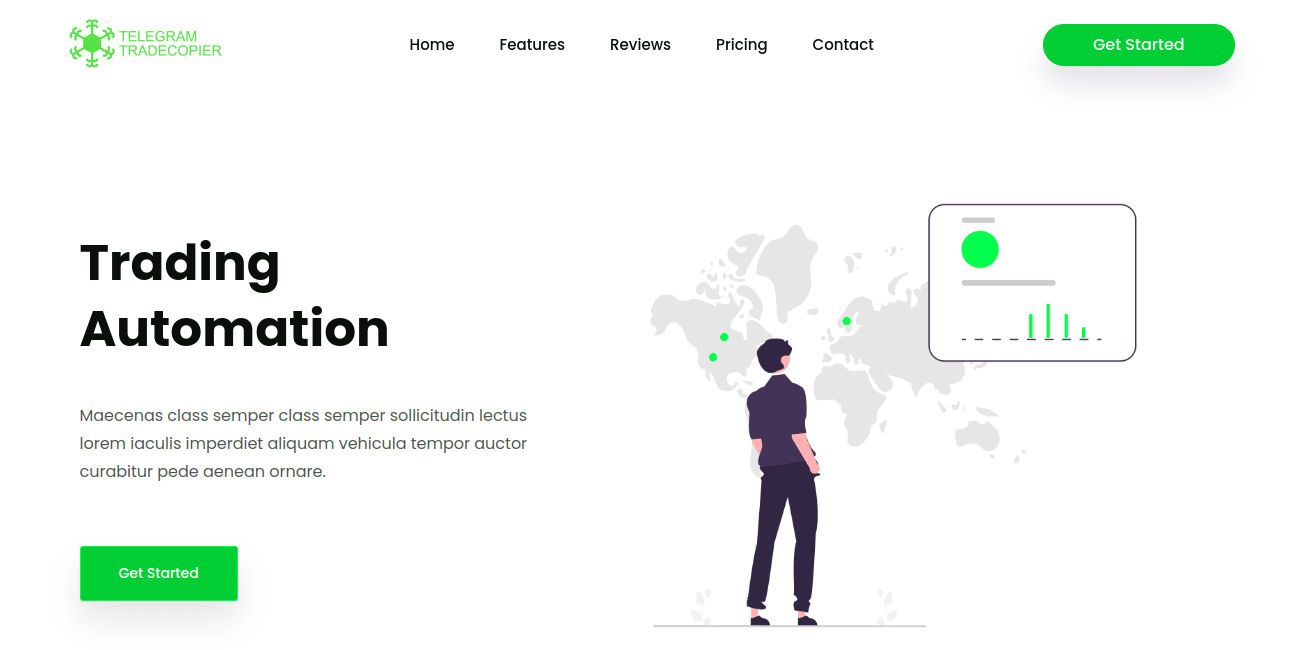 TELEGRAM
TRADECOPIER
Home Features Reviews Pricing Contact
Get Started
Trading
Automation
Maecenas class semper class semper sollicitudin lectus
lorem iaculis imperdiet aliquam vehicula tempor auctor
curabitur pede aenean ornare.
Get Started